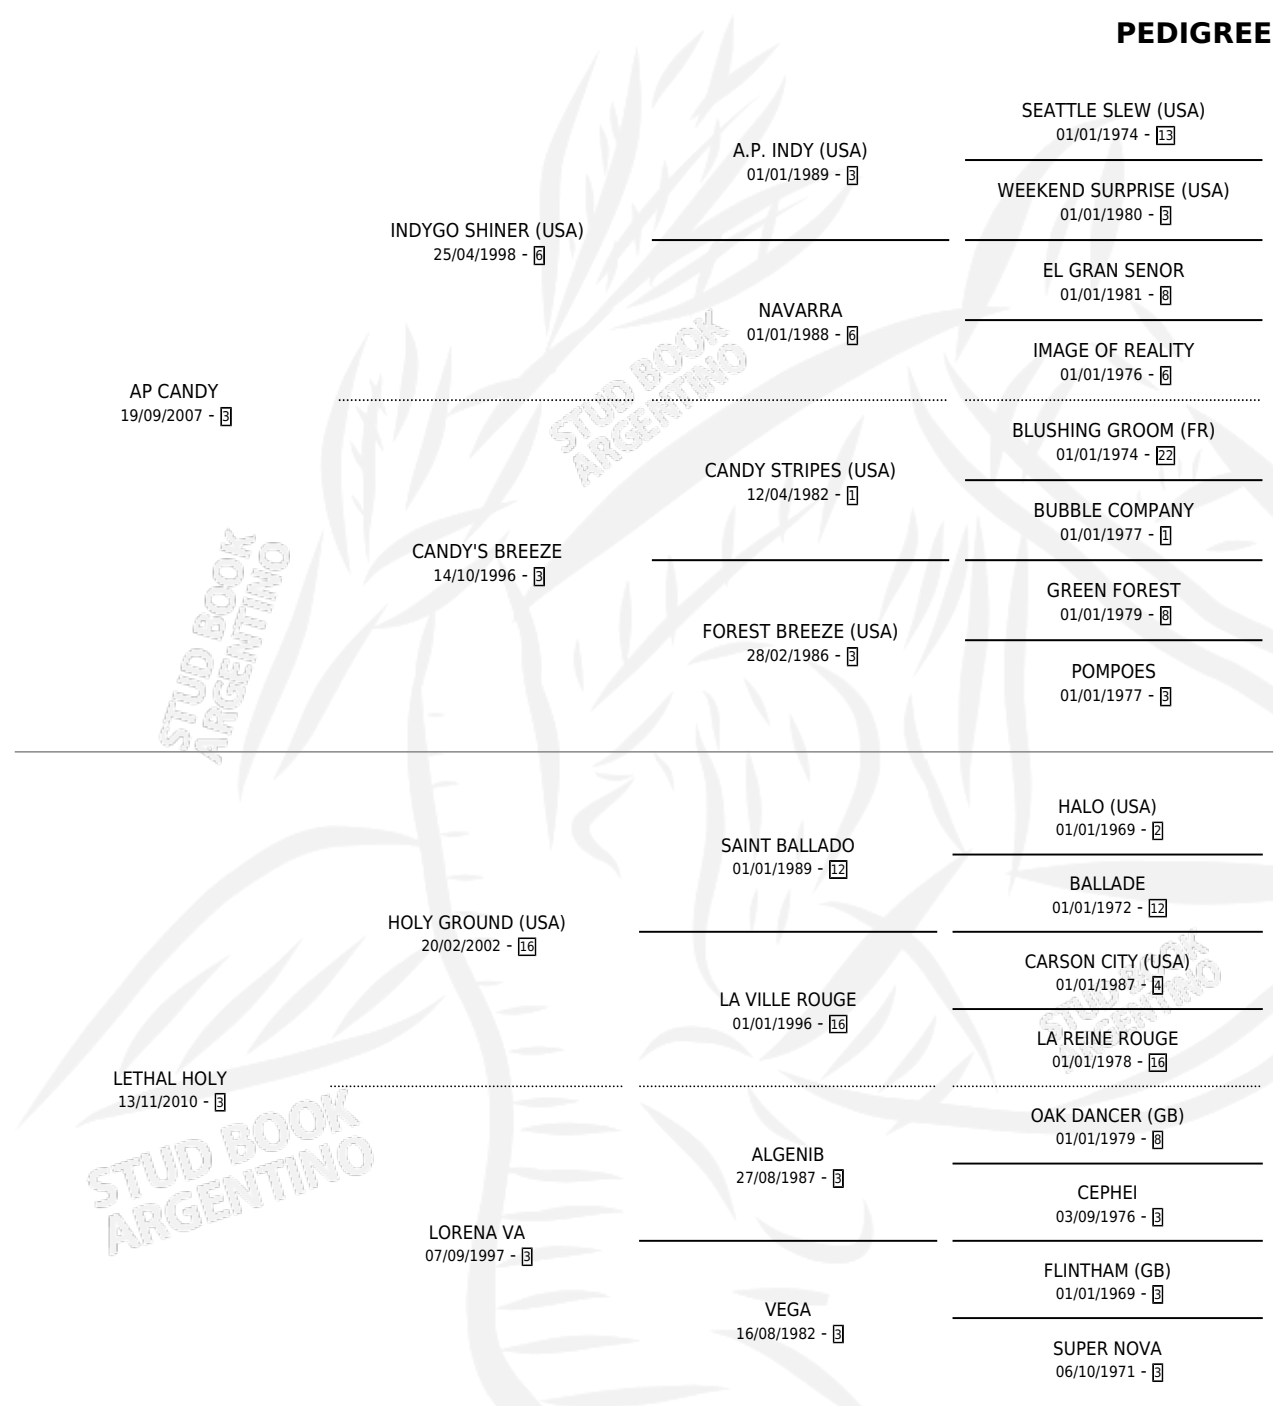 PEDIGREE
SEATTLE SLEW (USA)
01/01/1974 - 13
A.P. INDY (USA)
01/01/1989 - 3
WEEKEND SURPRISE (USA)
01/01/1980 - 3
INDYGO SHINER (USA)
25/04/1998 - 6
EL GRAN SENOR
01/01/1981 - 8
NAVARRA
01/01/1988 - 6
IMAGE OF REALITY
01/01/1976 - 6
AP CANDY
19/09/2007 - 3
BLUSHING GROOM (FR)
01/01/1974 - 22
CANDY STRIPES (USA)
12/04/1982 - 1
BUBBLE COMPANY
01/01/1977 - 1
CANDY'S BREEZE
14/10/1996 - 3
GREEN FOREST
01/01/1979 - 8
FOREST BREEZE (USA)
28/02/1986 - 3
POMPOES
01/01/1977 - 3
HALO (USA)
01/01/1969 - 2
SAINT BALLADO
01/01/1989 - 12
BALLADE
01/01/1972 - 12
HOLY GROUND (USA)
20/02/2002 - 16
CARSON CITY (USA)
01/01/1987 - 4
LA VILLE ROUGE
01/01/1996 - 16
LA REINE ROUGE
01/01/1978 - 16
LETHAL HOLY
13/11/2010 - 3
OAK DANCER (GB)
01/01/1979 - 8
ALGENIB
27/08/1987 - 3
CEPHEI
03/09/1976 - 3
LORENA VA
07/09/1997 - 3
FLINTHAM (GB)
01/01/1969 - 3
VEGA
16/08/1982 - 3
SUPER NOVA
06/10/1971 - 3
STUD BOOK
ARGENTINO
STUD BOOK
ARGENTINO
STUD BOOK
ARGENTINO
STUD BOOK
ARGENTINO